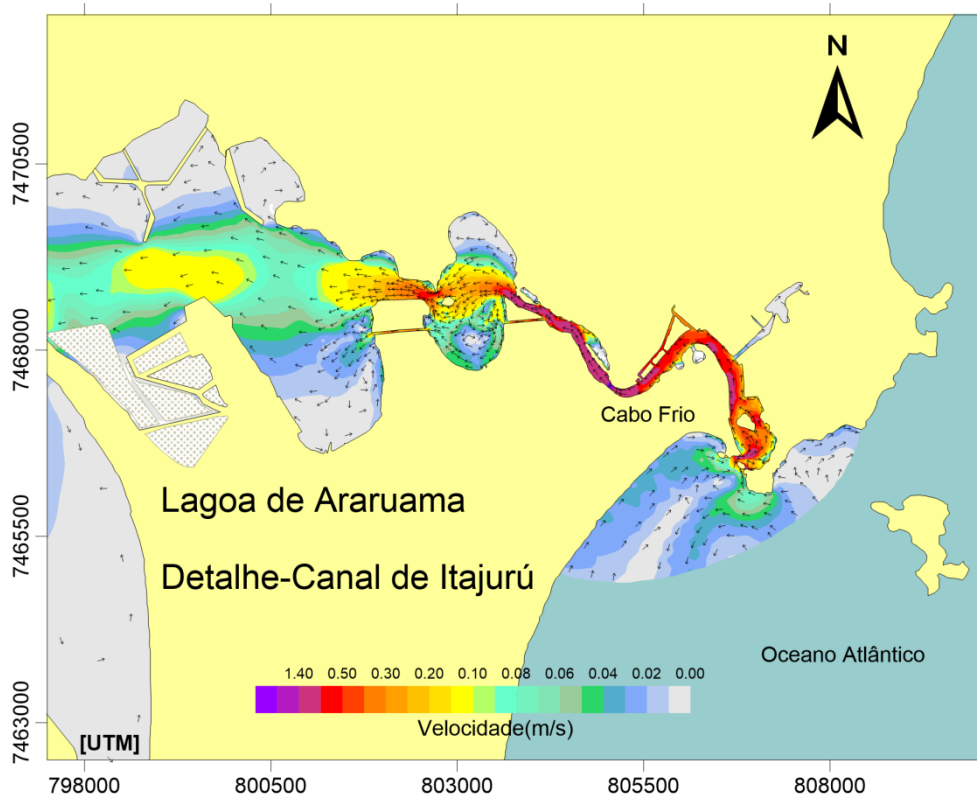 N
7470500
7468000
7465500
7463000
Cabo Frio
Lagoa de Araruama
Detalhe-Canal de Itajurú
Oceano Atlântico
1.40 0.50 0.30 0.20 0.10 0.08 0.06 0.04 0.02 0.00
Velocidade(m/s)
[UTM]
798000 800500 803000 805500 808000